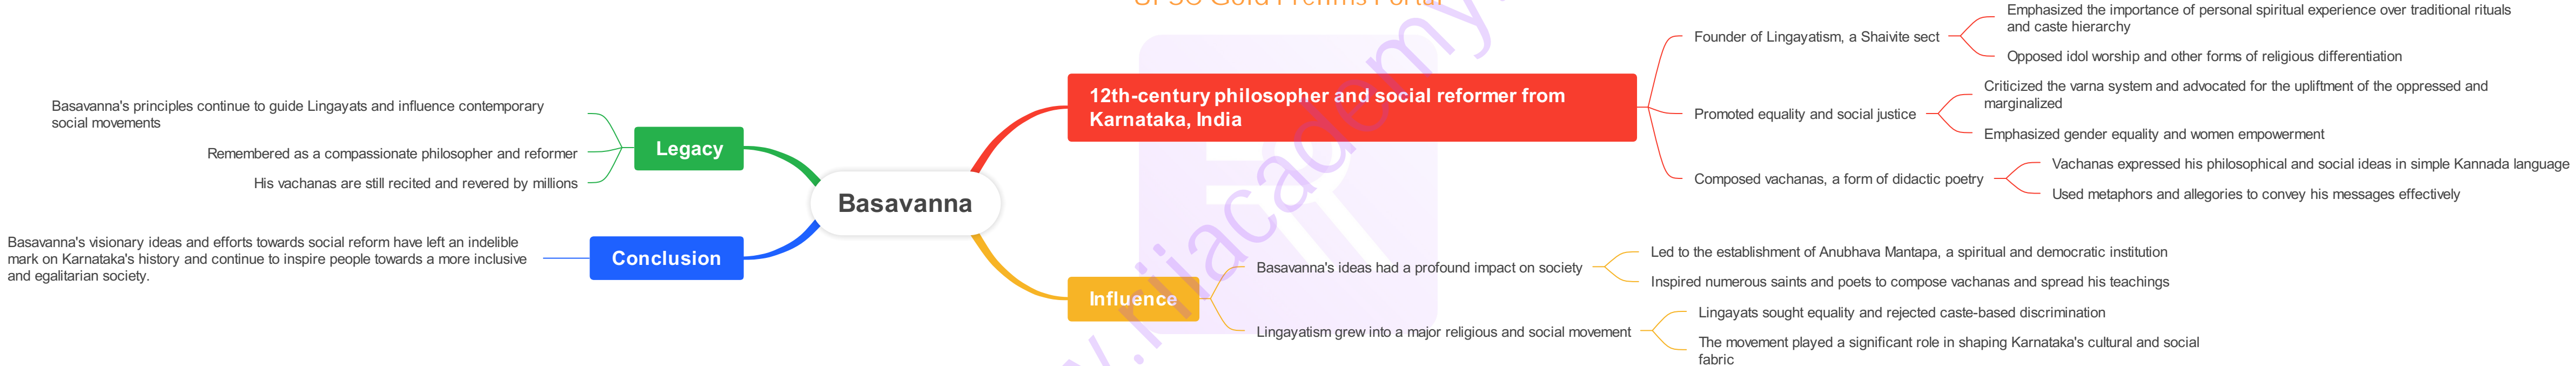 UPSC Gold Prelims Portal
Basavanna
12th-century philosopher and social reformer from
Karnataka, India
Founder of Lingayatism, a Shaivite sect
Emphasized the importance of personal spiritual experience over traditional rituals
and caste hierarchy
Opposed idol worship and other forms of religious differentiation
Promoted equality and social justice
Criticized the varna system and advocated for the upliftment of the oppressed and
marginalized
Emphasized gender equality and women empowerment
Composed vachanas, a form of didactic poetry
Vachanas expressed his philosophical and social ideas in simple Kannada language
Used metaphors and allegories to convey his messages effectively
Influence
Basavanna's ideas had a profound impact on society
Led to the establishment of Anubhava Mantapa, a spiritual and democratic institution
Inspired numerous saints and poets to compose vachanas and spread his teachings
Lingayatism grew into a major religious and social movement
Lingayats sought equality and rejected caste-based discrimination
The movement played a significant role in shaping Karnataka's cultural and social
fabric
Legacy
Basavanna's principles continue to guide Lingayats and influence contemporary
social movements
Remembered as a compassionate philosopher and reformer
His vachanas are still recited and revered by millions
Conclusion
Basavanna's visionary ideas and efforts towards social reform have left an indelible
mark on Karnataka's history and continue to inspire people towards a more inclusive
and egalitarian society.